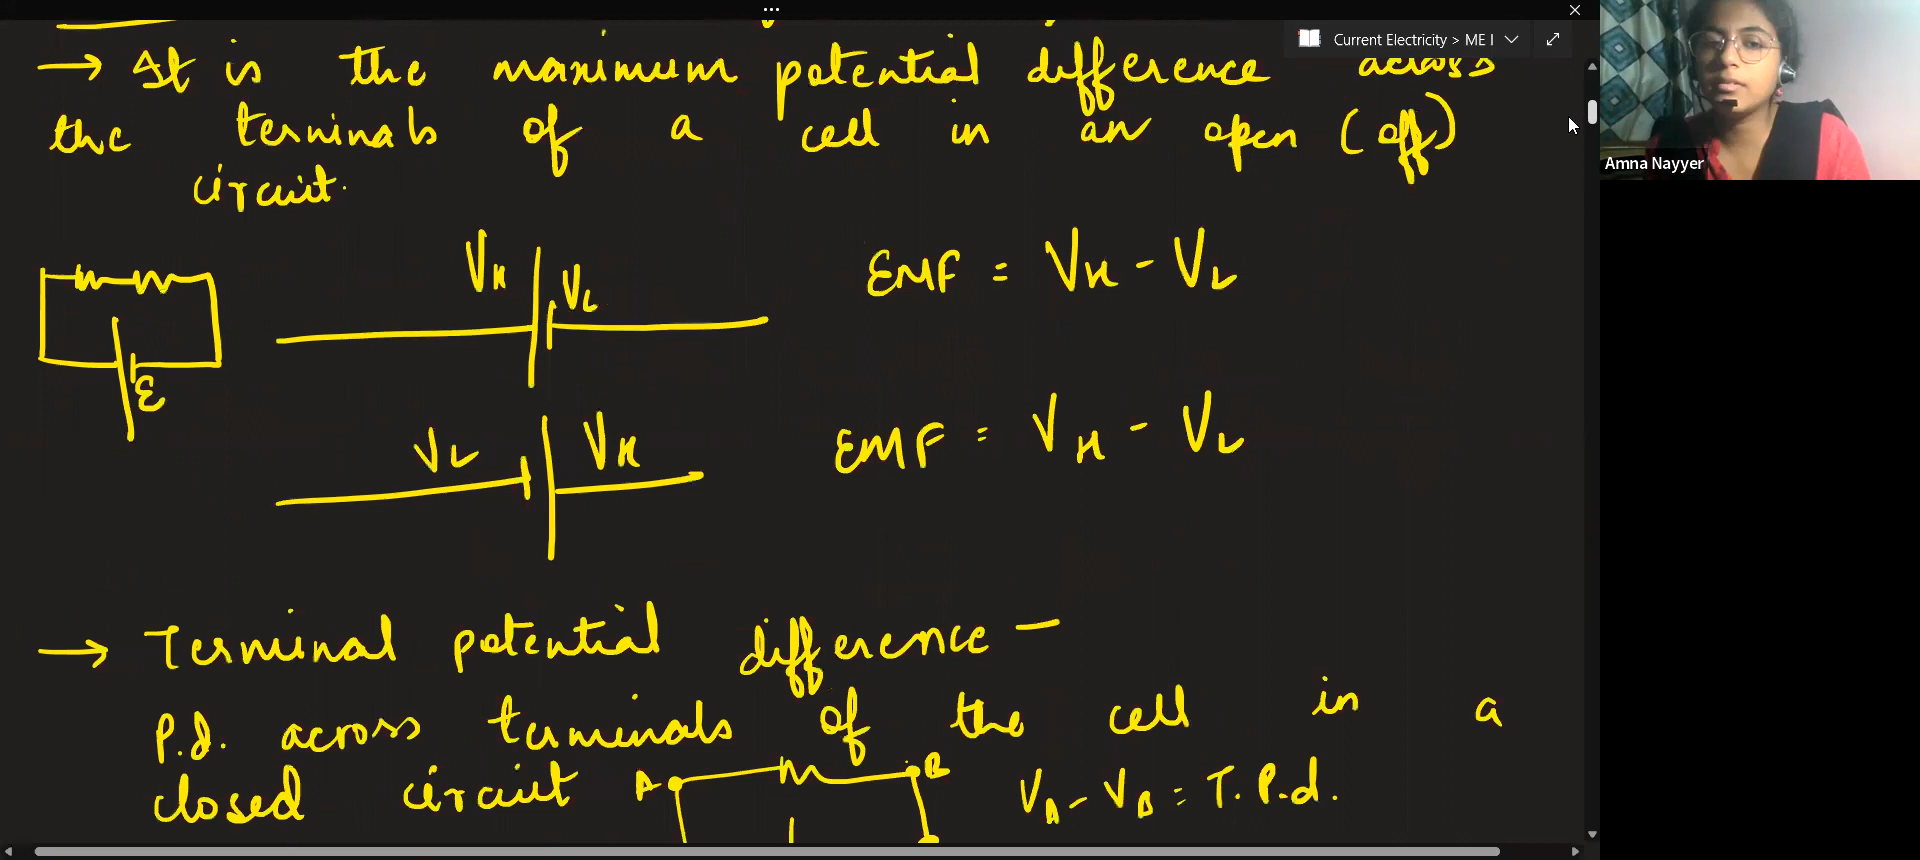 Current Electricity > ME I
→ It is the maximum potential difference across
the terminals of a cell in an open (off)
circuit.
Amna Nayyer
VH VL EMF = VH - VL
ε
VL VH EMF = VH - VL
→ Terminal potential difference —
P.d. across terminals of the cell in a
closed circuit A B VA - VB = T.P.d.